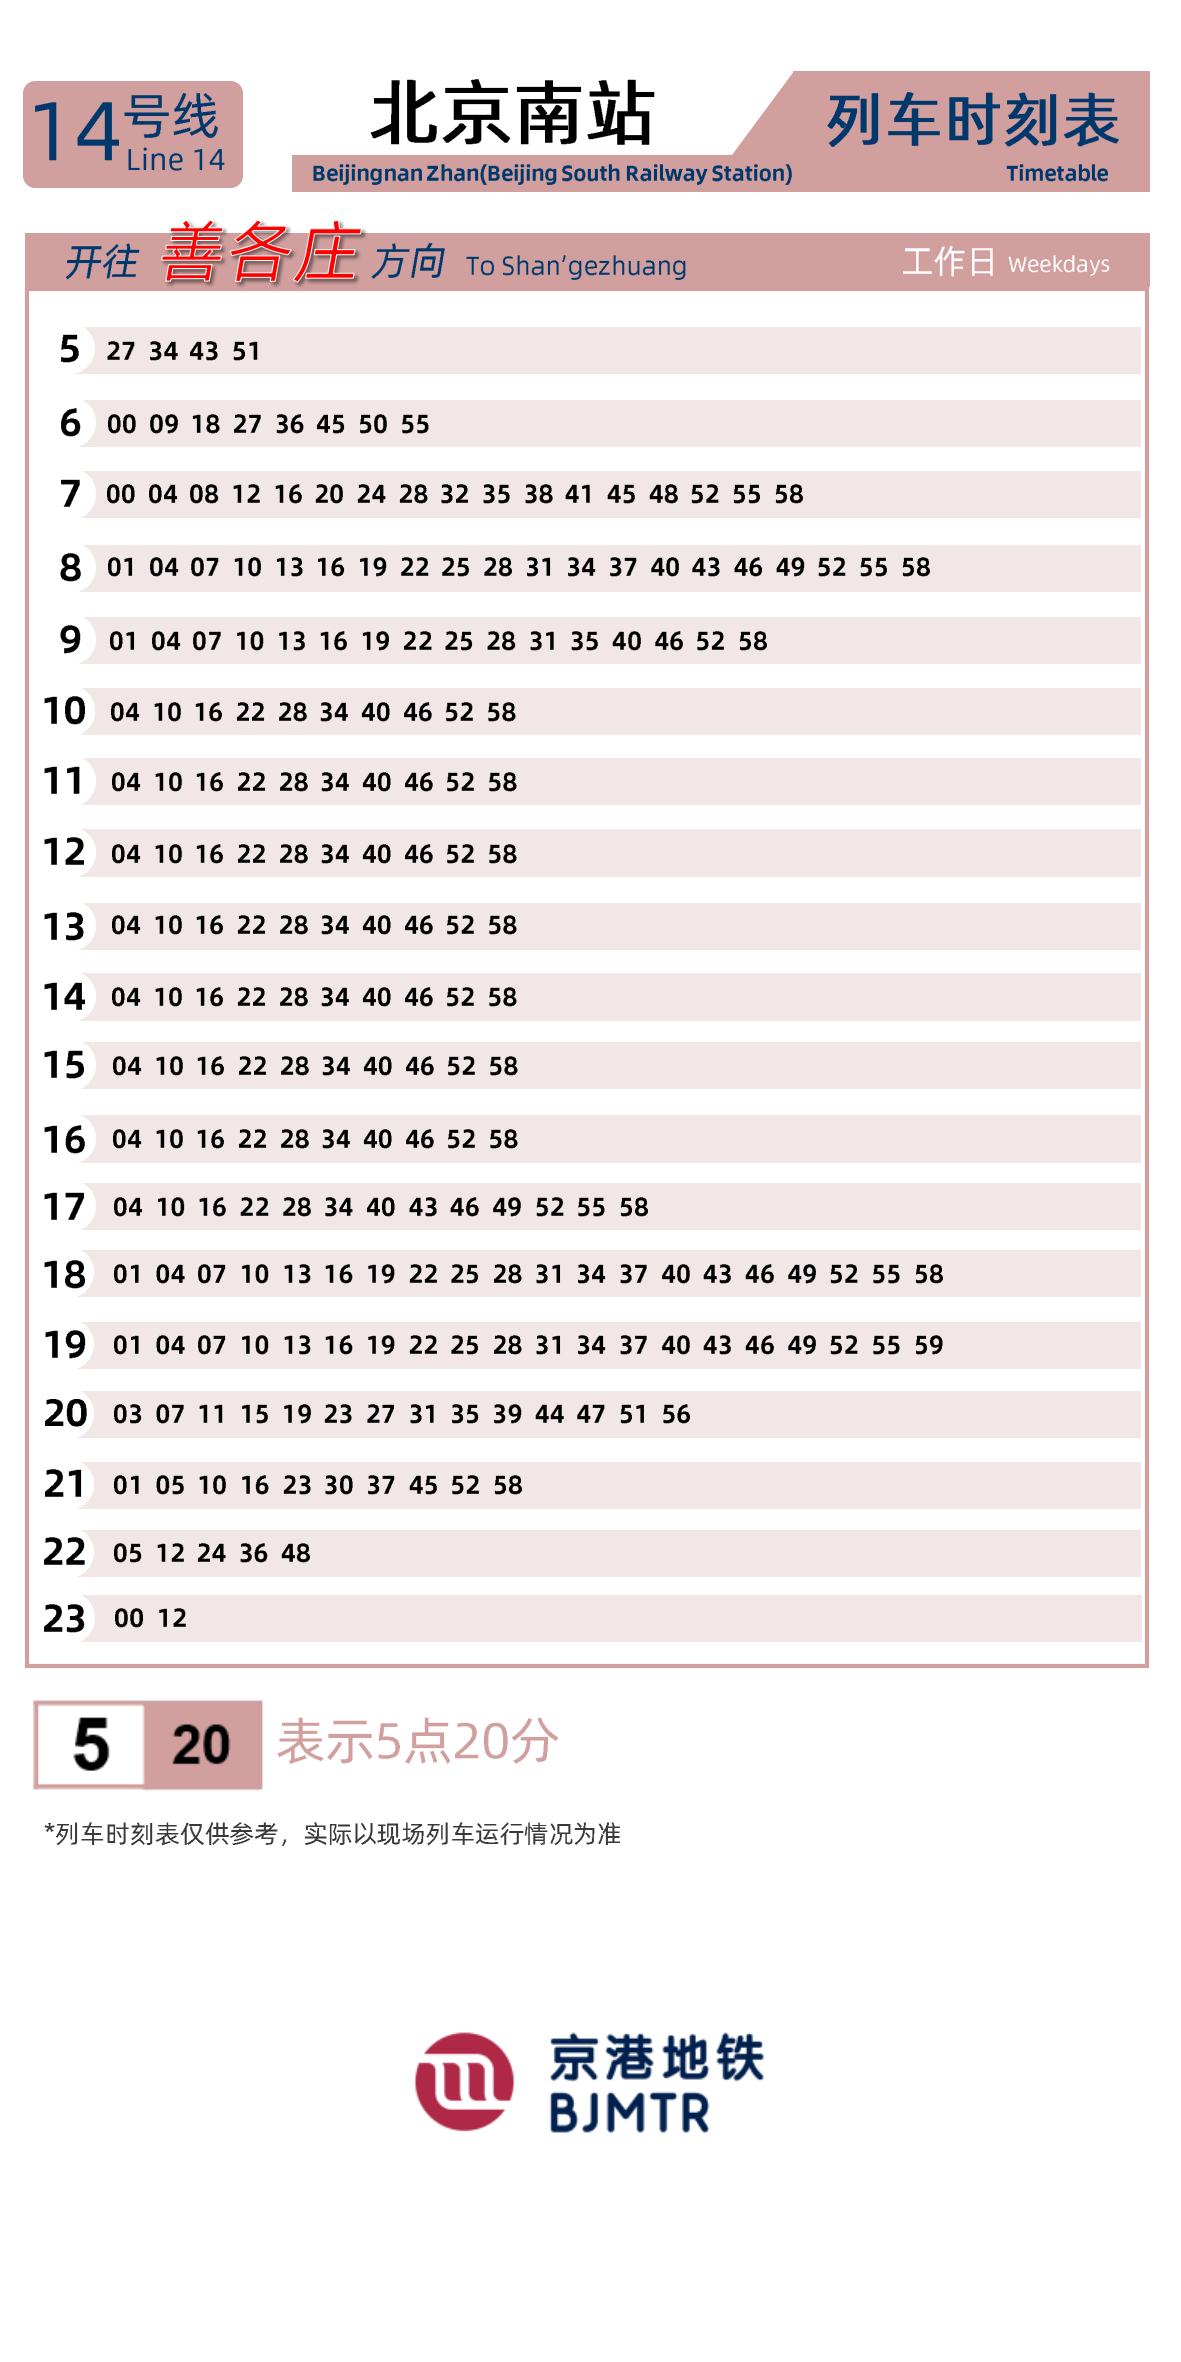 14号线
Line 14
北京南站
Beijingnan Zhan(Beijing South Railway Station)
列车时刻表
Timetable
开往 善各庄 方向 To Shan’gezhuang 工作日 Weekdays
5 27 34 43 51
6 00 09 18 27 36 45 50 55
7 00 04 08 12 16 20 24 28 32 35 38 41 45 48 52 55 58
8 01 04 07 10 13 16 19 22 25 28 31 34 37 40 43 46 49 52 55 58
9 01 04 07 10 13 16 19 22 25 28 31 35 40 46 52 58
10 04 10 16 22 28 34 40 46 52 58
11 04 10 16 22 28 34 40 46 52 58
12 04 10 16 22 28 34 40 46 52 58
13 04 10 16 22 28 34 40 46 52 58
14 04 10 16 22 28 34 40 46 52 58
15 04 10 16 22 28 34 40 46 52 58
16 04 10 16 22 28 34 40 46 52 58
17 04 10 16 22 28 34 40 43 46 49 52 55 58
18 01 04 07 10 13 16 19 22 25 28 31 34 37 40 43 46 49 52 55 58
19 01 04 07 10 13 16 19 22 25 28 31 34 37 40 43 46 49 52 55 59
20 03 07 11 15 19 23 27 31 35 39 44 47 51 56
21 01 05 10 16 23 30 37 45 52 58
22 05 12 24 36 48
23 00 12
5 20 表示5点20分
*列车时刻表仅供参考，实际以现场列车运行情况为准
京港地铁
BJMTR